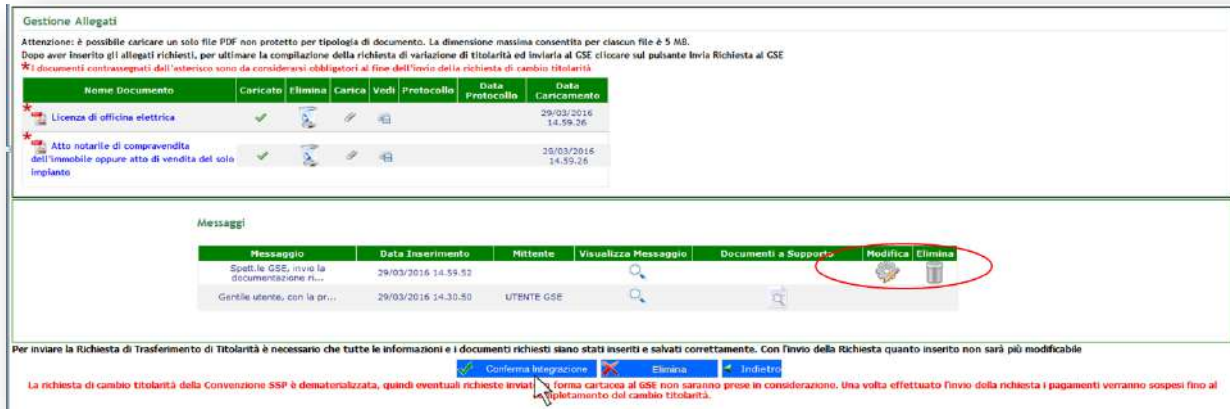 Gestione Allegati
Attenzione: è possibile caricare un solo file PDF non protetto per tipologia di documento. La dimensione massima consentita per ciascun file è 5 MB.
Dopo aver inserito gli allegati richiesti, per ultimare la compilazione della richiesta di variazione di titolarità ed inviarla al GSE cliccare sul pulsante Invia Richiesta al GSE
*I documenti contrassegnati dall'asterisco sono da considerarsi obbligatori al fine dell'invio della richiesta di cambio titolarità
Nome Documento Caricato Elimina Carica Vedi Protocollo Data Protocollo Data Caricamento
* Licenza di officina elettrica 29/03/2016 14.59.26
* Atto notarile di compravendita
dell'immobile oppure atto di vendita del solo 29/03/2016 14.59.26
impianto
Messaggi
Messaggio Data Inserimento Mittente Visualizza Messaggio Documenti a Supporto Modifica Elimina
Spett.le GSE, invio la
documentazione ri... 29/03/2016 14.59.52
Gentile utente, con la pr... 29/03/2016 14.30.50 UTENTE GSE
Per inviare la Richiesta di Trasferimento di Titolarità è necessario che tutte le informazioni e i documenti richiesti siano stati inseriti e salvati correttamente. Con l'invio della Richiesta quanto inserito non sarà più modificabile
Conferma Integrazione Elimina Indietro
La richiesta di cambio titolarità della Convenzione SSP è dematerializzata, quindi eventuali richieste inviate forma cartacea al GSE non saranno prese in considerazione. Una volta effettuato l'invio della richiesta i pagamenti verranno sospesi fino al
completamento del cambio titolarità.